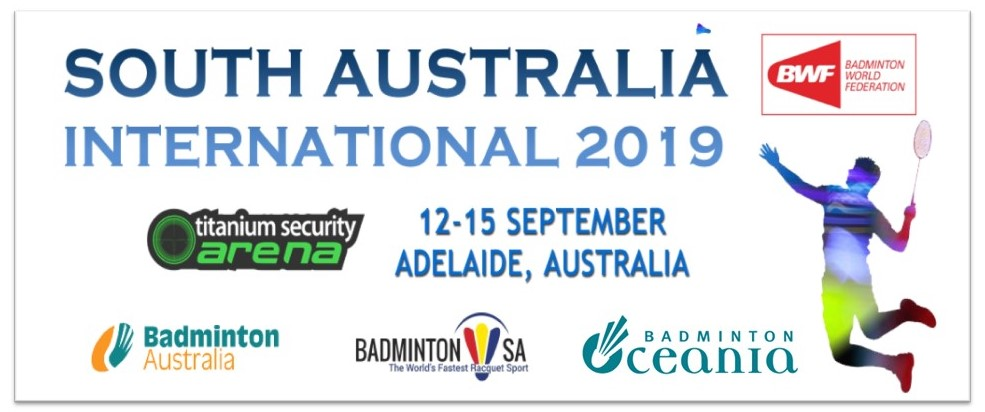 SOUTH AUSTRALIA
INTERNATIONAL 2019
BWF
BADMINTON
WORLD
FEDERATION
titanium security
arena
12-15 SEPTEMBER
ADELAIDE, AUSTRALIA
Badminton
Australia
BADMINTON SA
The World's Fastest Racquet Sport
BADMINTON
Oceania